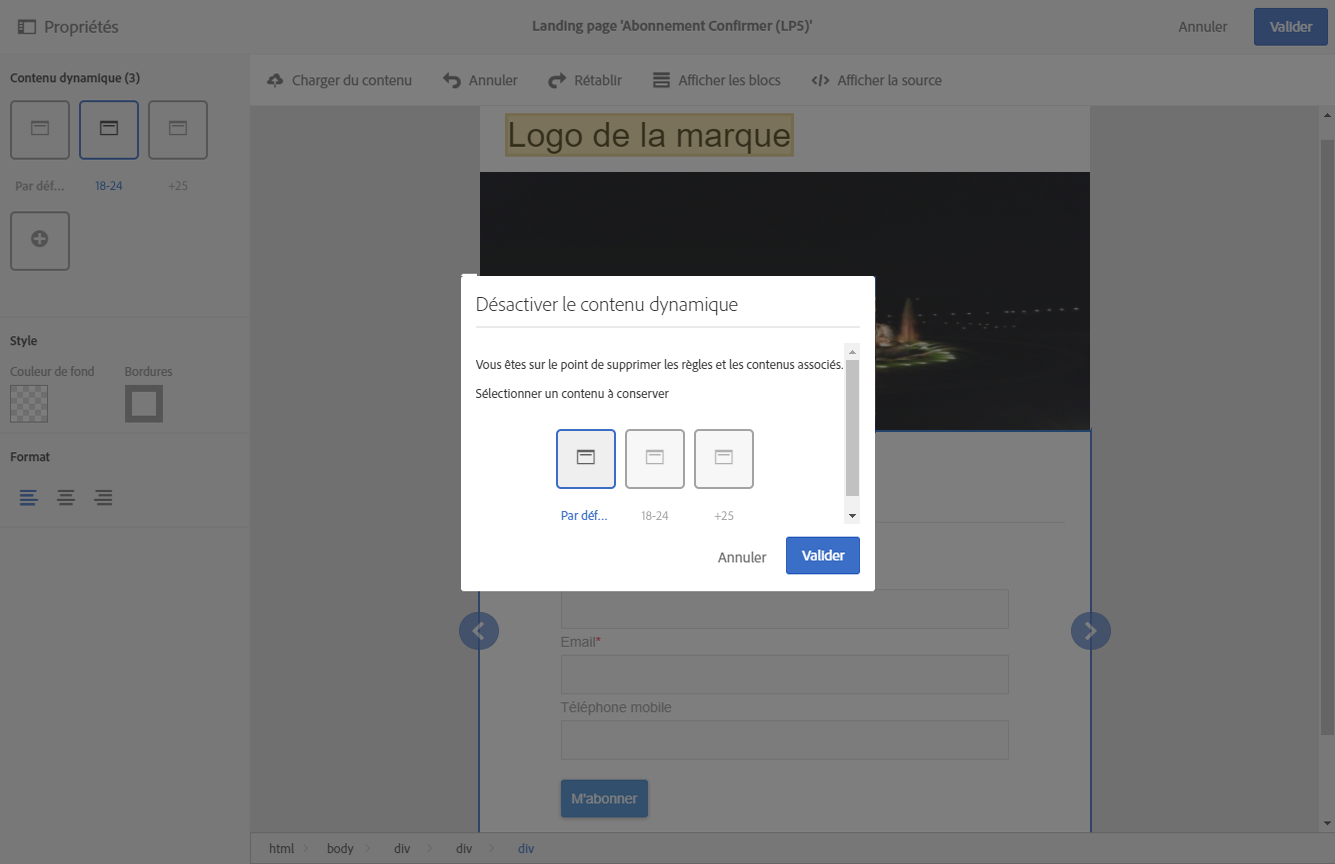 Propriétés
Landing page 'Abonnement Confirmer (LP5)'
Annuler
Valider
Contenu dynamique (3)
Par déf...
18-24
+25
Style
Couleur de fond
Bordures
Format
Charger du contenu
Annuler
Rétablir
Afficher les blocs
Afficher la source
Logo de la marque
Désactiver le contenu dynamique
Vous êtes sur le point de supprimer les règles et les contenus associés.
Sélectionner un contenu à conserver
Par déf...
18-24
+25
Annuler
Valider
Email*
Téléphone mobile
M'abonner
html
body
div
div
div